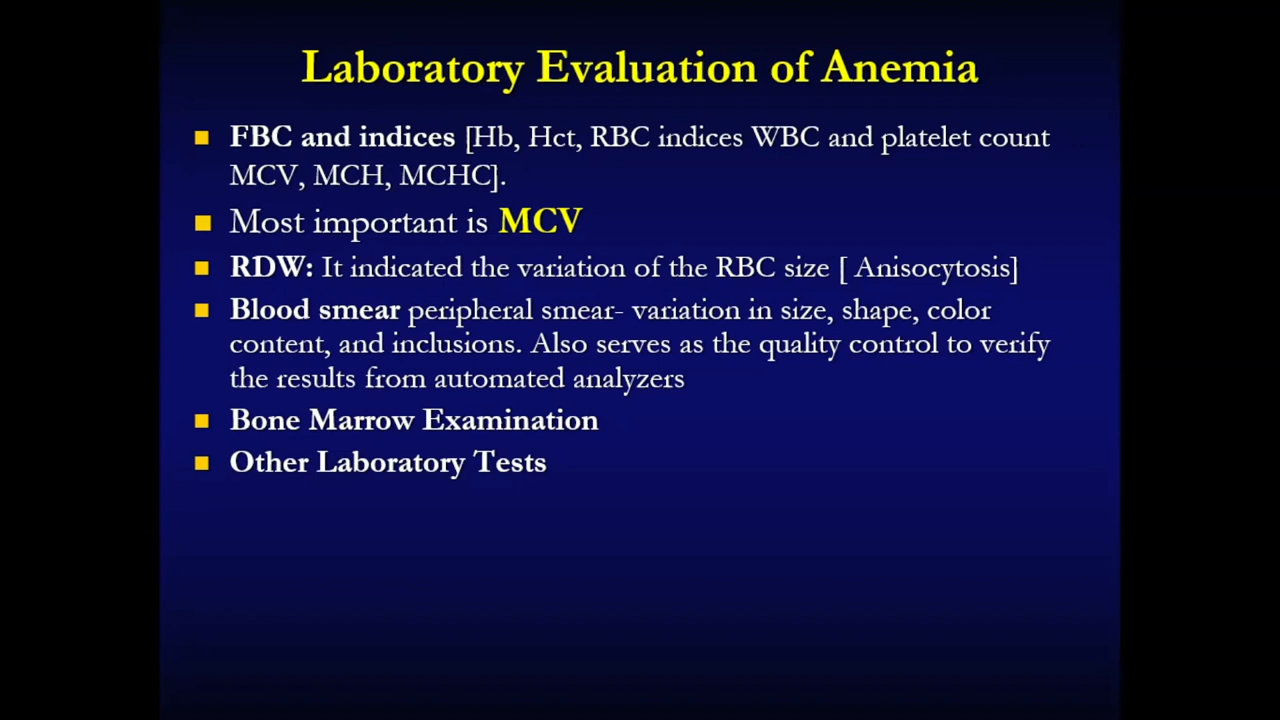 Laboratory Evaluation of Anemia
FBC and indices [Hb, Hct, RBC indices WBC and platelet count
MCV, MCH, MCHC].
Most important is MCV
RDW: It indicated the variation of the RBC size [ Anisocytosis]
Blood smear peripheral smear- variation in size, shape, color
content, and inclusions. Also serves as the quality control to verify
the results from automated analyzers
Bone Marrow Examination
Other Laboratory Tests